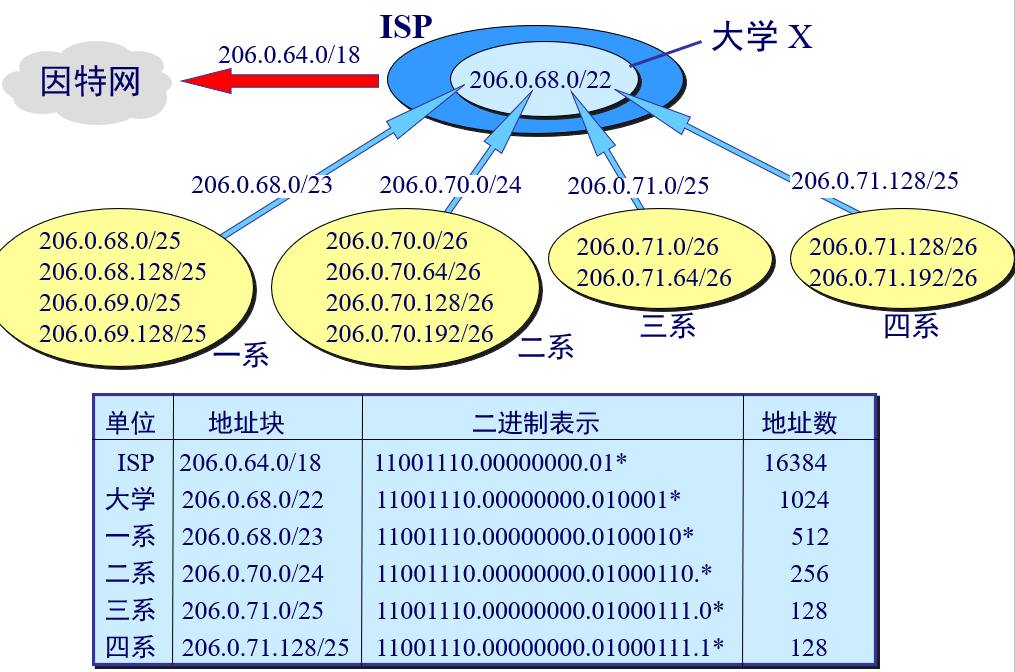 ISP
大学 X
206.0.64.0/18
因特网
206.0.68.0/22
206.0.68.0/23
206.0.70.0/24
206.0.71.0/25
206.0.71.128/25
206.0.68.0/25
206.0.68.128/25
206.0.69.0/25
206.0.69.128/25
一系
206.0.70.0/26
206.0.70.64/26
206.0.70.128/26
206.0.70.192/26
二系
206.0.71.0/26
206.0.71.64/26
三系
206.0.71.128/26
206.0.71.192/26
四系
单位 地址块 二进制表示 地址数
ISP 206.0.64.0/18 11001110.00000000.01* 16384
大学 206.0.68.0/22 11001110.00000000.010001* 1024
一系 206.0.68.0/23 11001110.00000000.0100010* 512
二系 206.0.70.0/24 11001110.00000000.01000110.* 256
三系 206.0.71.0/25 11001110.00000000.01000111.0* 128
四系 206.0.71.128/25 11001110.00000000.01000111.1* 128